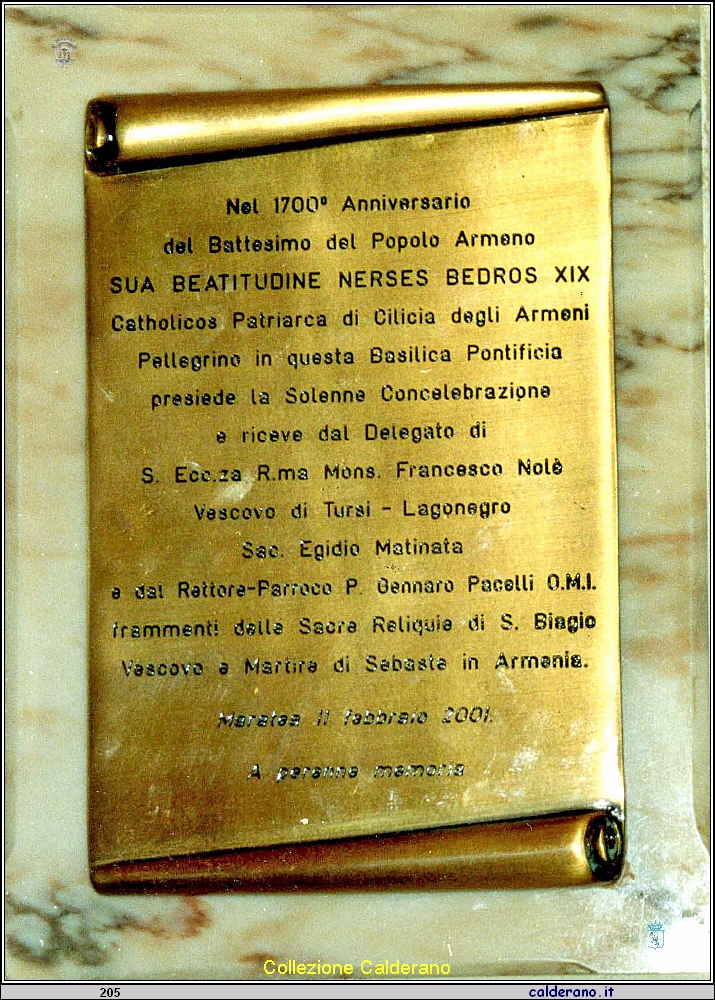 Nel 1700° Anniversario
del Battesimo del Popolo Armeno
SUA BEATITUDINE NERSES BEDROS XIX
Catholicos Patriarca di Cilicia degli Armeni
Pellegrino in questa Basilica Pontificia
presiede la Solenne Concelebrazione
e riceve dal Delegato di
S. Ecc.za R.ma Mons. Francesco Nolè
Vescovo di Tursi - Lagonegro
Sac. Egidio Matinata
e dal Rettore-Parroco P. Gennaro Pacelli O.M.I.
frammenti delle Sacre Reliquie di S. Biagio
Vescovo e Martire di Sebaste in Armenia.
Maratea 11 febbraio 2001.
A perenne memoria
Collezione Calderano
205
calderano.it